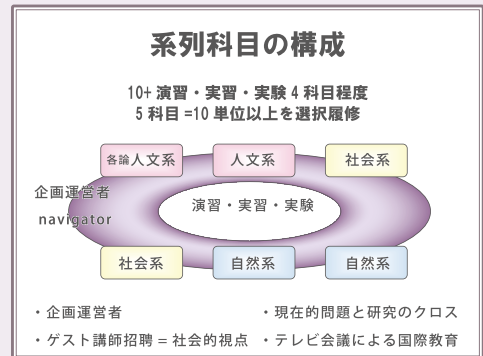 系列科目の構成
10+ 演習・実習・実験 4 科目程度
5 科目 =10 単位以上を選択履修
各論人文系
人文系
社会系
企画運営者
navigator
演習・実習・実験
社会系
自然系
自然系
・企画運営者
・現在的問題と研究のクロス
・ゲスト講師招聘 = 社会的視点
・テレビ会議による国際教育